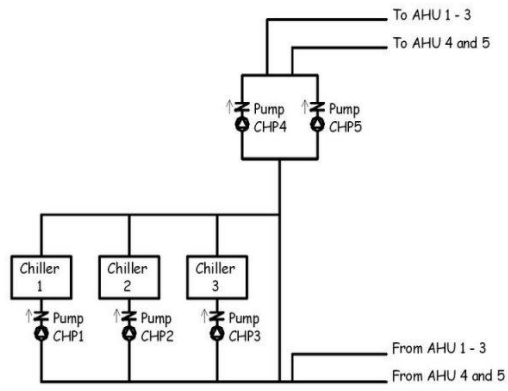 To AHU 1 - 3
To AHU 4 and 5
Pump
CHP4
Pump
CHP5
Chiller
1
Chiller
2
Chiller
3
Pump
CHP1
Pump
CHP2
Pump
CHP3
From AHU 1 - 3
From AHU 4 and 5